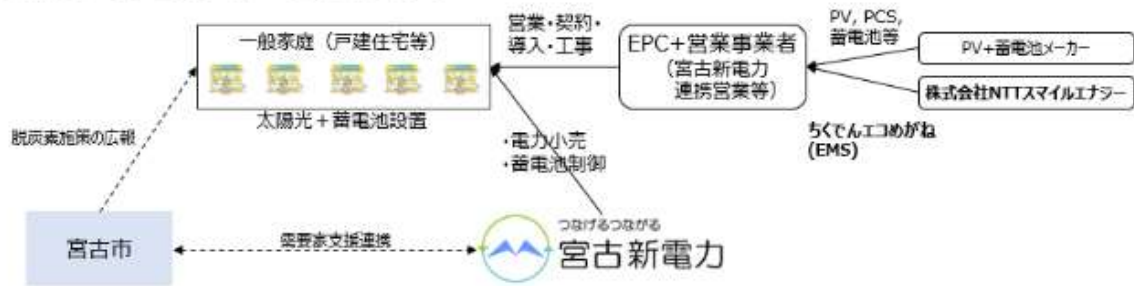 一般家庭（戸建住宅等）
太陽光＋蓄電池設置
営業・契約・
導入・工事
EPC+営業事業者
（宮古新電力
連携営業等）
PV, PCS,
蓄電池等
PV+蓄電池メーカー
株式会社NTTスマイルエナジー
ちくでんエコめがね
(EMS)
脱炭素施策の広報
・電力小売
・蓄電池制御
宮古市
需要家支援連携
つなげるつながる
宮古新電力